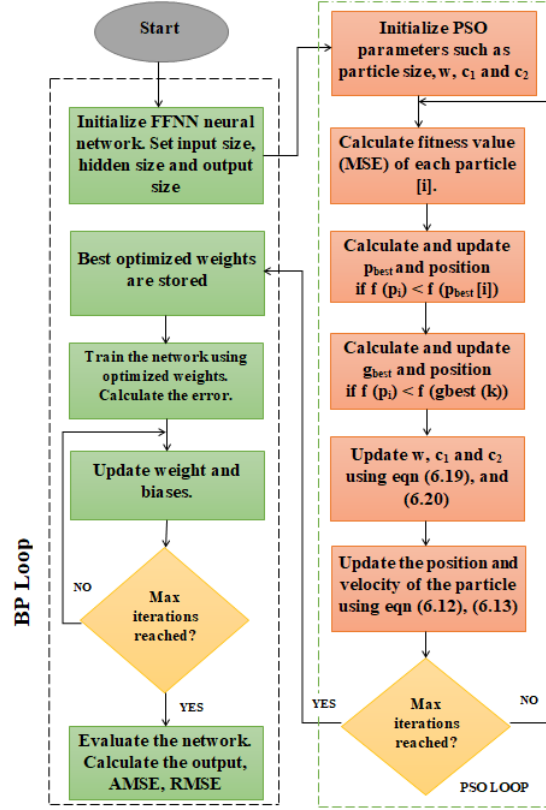 Start
Initialize FFNN neural
network. Set input size,
hidden size and output
size
Initialize PSO
parameters such as
particle size, w, c₁ and c₂
Calculate fitness value
(MSE) of each particle
[i].
Calculate and update
pbest and position
if f (pᵢ) < f (pbest [i])
Calculate and update
gbest and position
if f (pᵢ) < f (gbest (k))
Update w, c₁ and c₂
using eqn (6.19), and
(6.20)
Update the position and
velocity of the particle
using eqn (6.12), (6.13)
Max
iterations
reached?
YES
NO
PSO LOOP
Best optimized weights
are stored
Train the network using
optimized weights.
Calculate the error.
Update weight and
biases.
Max
iterations
reached?
NO
YES
Evaluate the network.
Calculate the output,
AMSE, RMSE
BP Loop